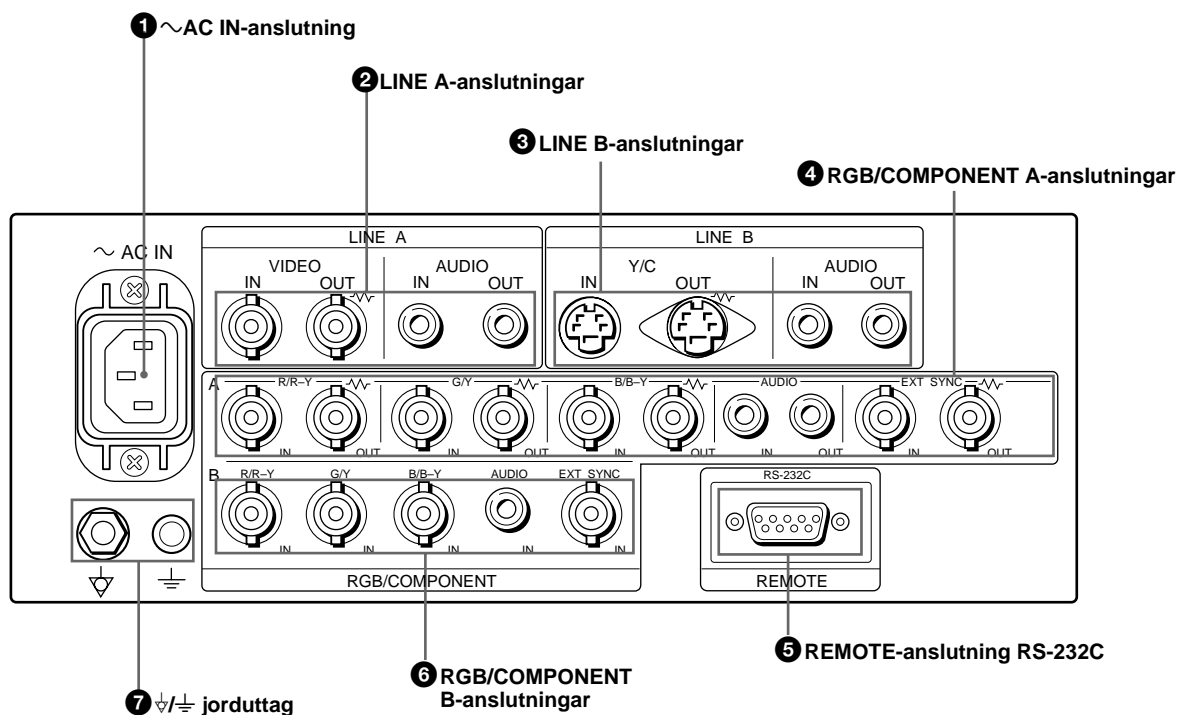 1 ~AC IN-anslutning
2 LINE A-anslutningar
3 LINE B-anslutningar
4 RGB/COMPONENT A-anslutningar
~ AC IN
LINE A
LINE B
VIDEO
AUDIO
IN
OUT
IN
OUT
Y/C
AUDIO
IN
OUT
IN
OUT
A
R/R–Y
G/Y
B/B–Y
AUDIO
EXT SYNC
IN
OUT
IN
OUT
IN
OUT
IN
OUT
IN
OUT
B
R/R–Y
G/Y
B/B–Y
AUDIO
EXT SYNC
IN
IN
IN
IN
IN
RGB/COMPONENT
RS-232C
REMOTE
5 REMOTE-anslutning RS-232C
6 RGB/COMPONENT
B-anslutningar
7 ⏚/⏚ jorduttag